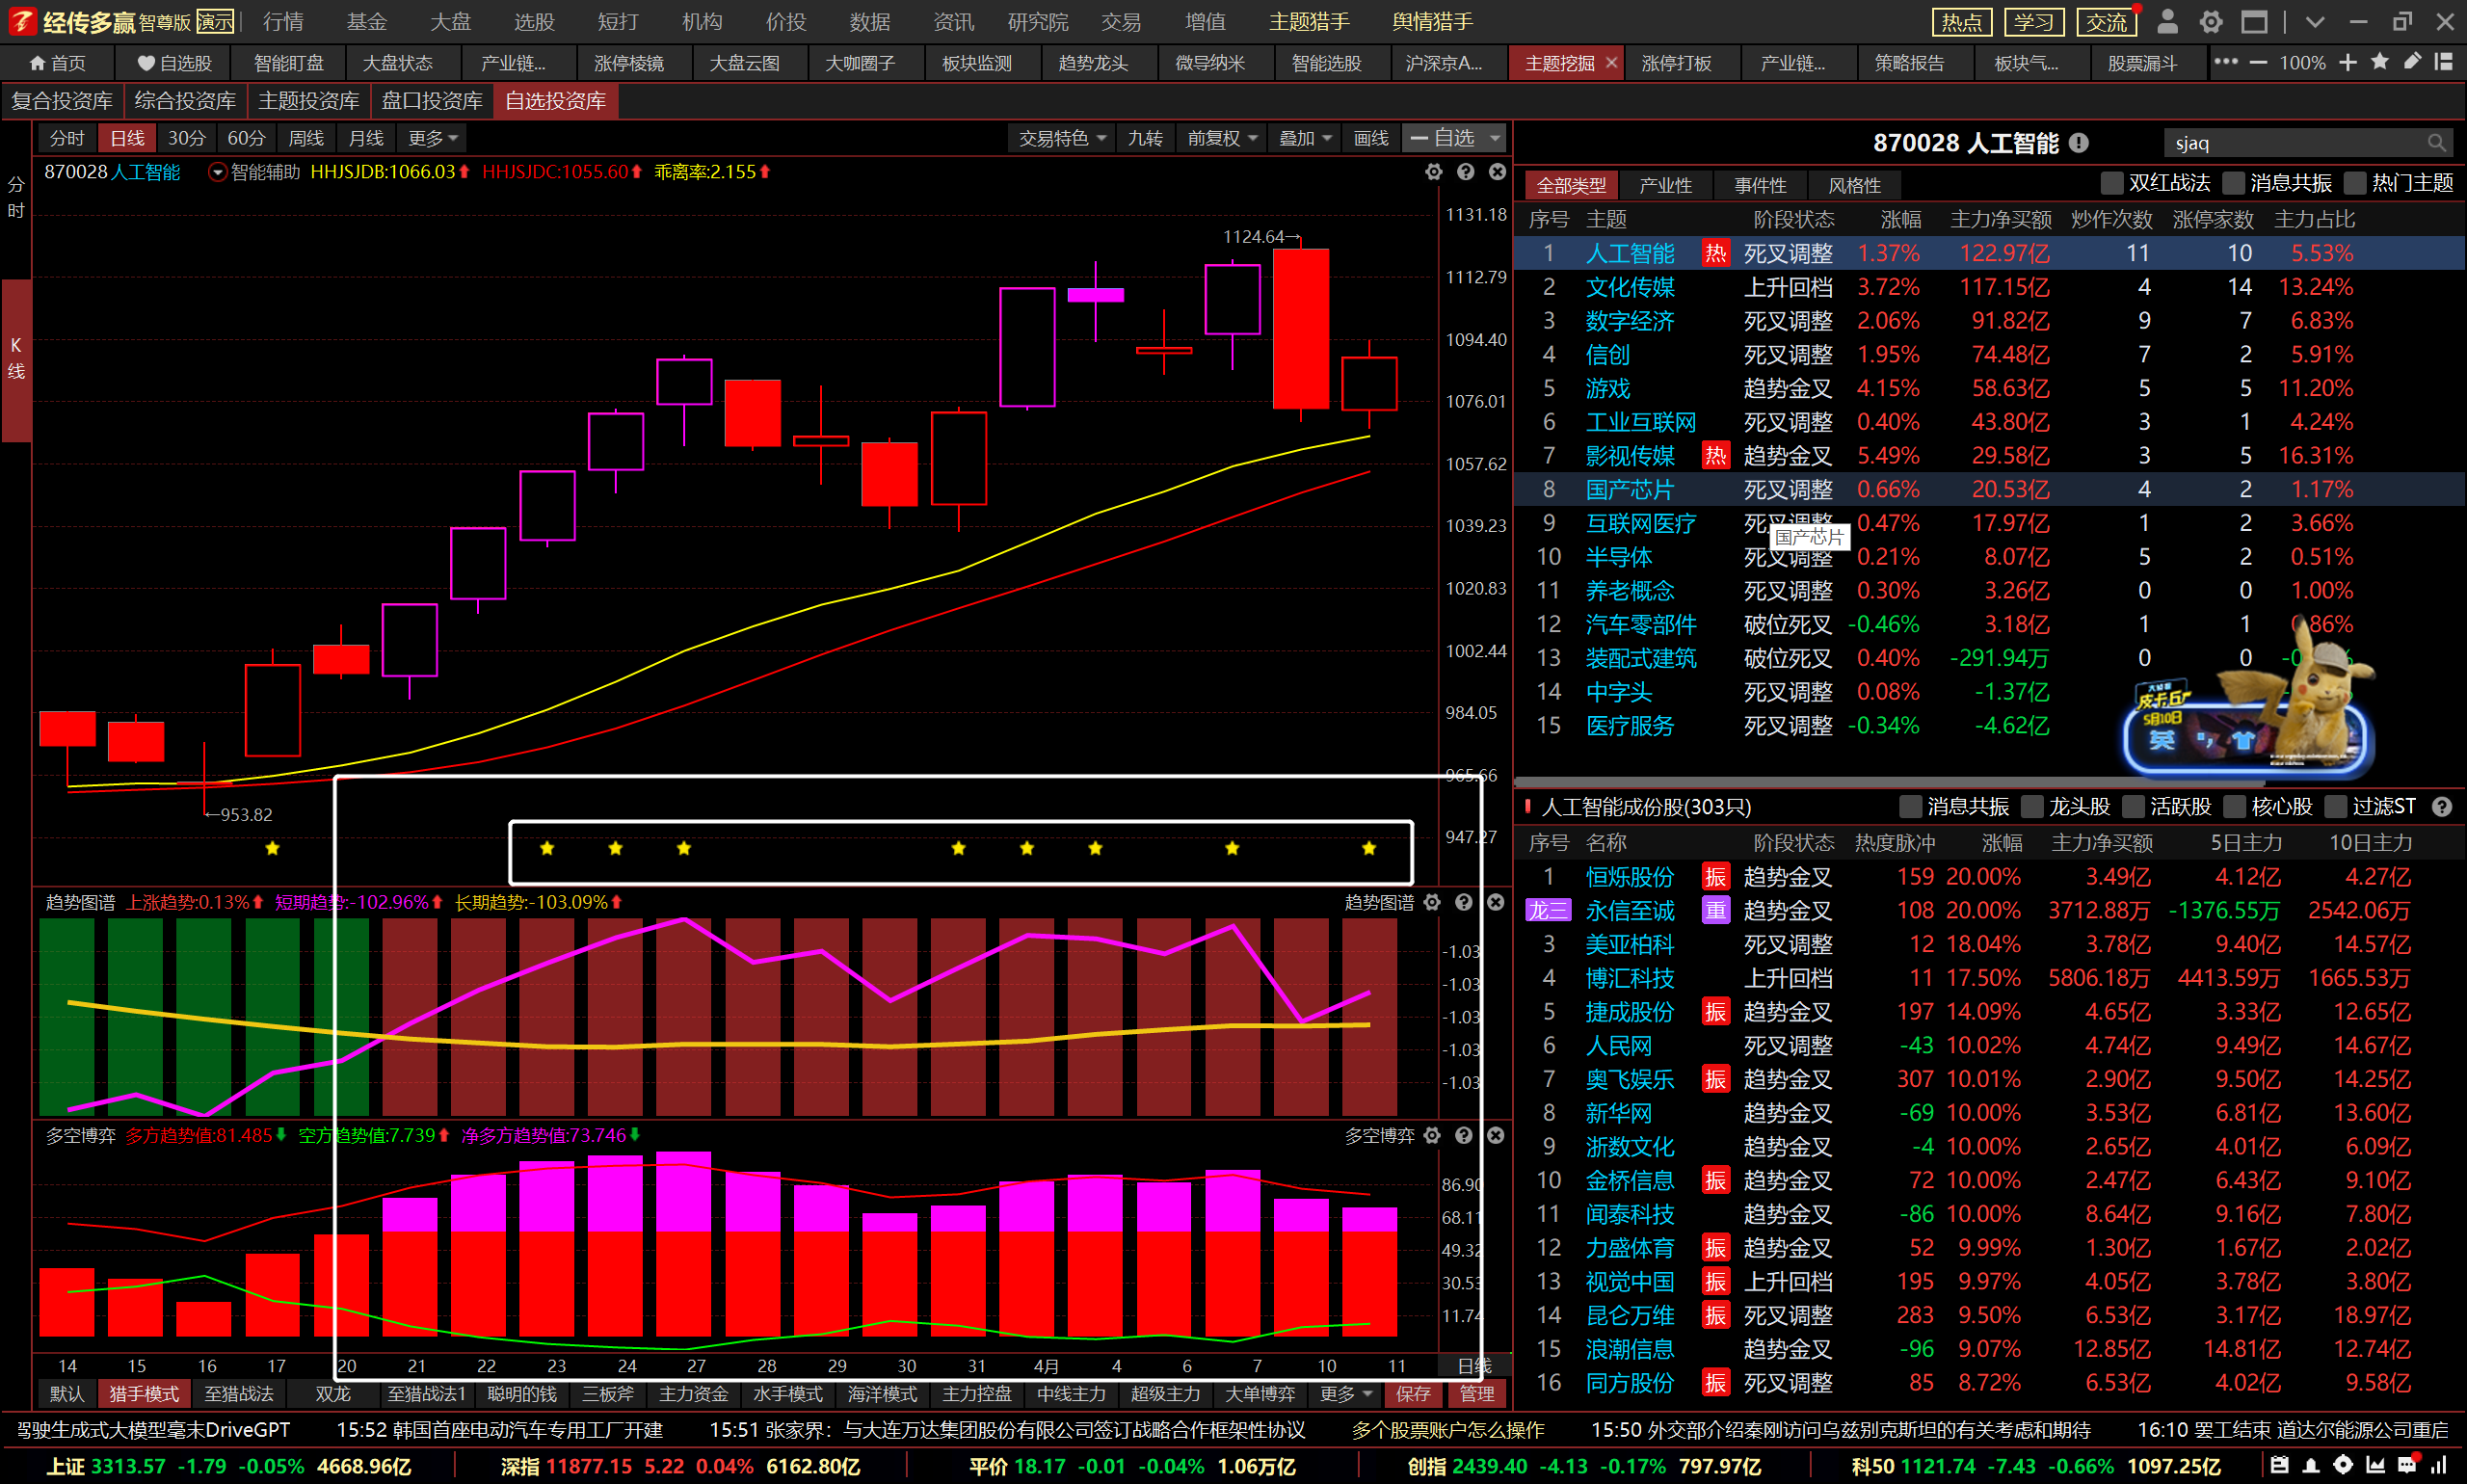 经传多赢 智尊版 演示 行情 基金 大盘 选股 短打 机构 价投 数据 资讯 研究院 交易 增值 主题猎手 舆情猎手 热点 学习 交流
首页 自选股 智能盯盘 大盘状态 产业链... 涨停棱镜 大盘云图 大咖圈子 板块监测 趋势龙头 微导纳米 智能选股 沪深京A... 主题挖掘 涨停打板 产业链... 策略报告 板块气... 股票漏斗 ••• 100%
复合投资库 综合投资库 主题投资库 盘口投资库 自选投资库
分时 日线 30分 60分 周线 月线 更多 交易特色 九转 前复权 叠加 画线 自选
870028 人工智能 sjaq
分时
K线
870028 人工智能 智能辅助 HHJSJDB:1066.03 HHJSJDC:1055.60 乖离率:2.155
1131.18
1124.64→
1112.79
1094.40
1076.01
1057.62
1039.23
1020.83
1002.44
984.05
965.66
←953.82
947.27
趋势图谱 上涨趋势:0.13% 短期趋势:-102.96% 长期趋势:-103.09% 趋势图谱
-1.03
-1.03
-1.03
-1.03
-1.03
多空博弈 多方趋势值:81.485 空方趋势值:7.739 净多方趋势值:73.746 多空博弈
86.90
68.11
49.32
30.53
11.74
14 15 16 17 20 21 22 23 24 27 28 29 30 31 4月 4 6 7 10 11 日线
默认 猎手模式 至猎战法 双龙 至猎战法1 聪明的钱 三板斧 主力资金 水手模式 海洋模式 主力控盘 中线主力 超级主力 大单博弈 更多 保存 管理
全部类型 产业性 事件性 风格性 双红战法 消息共振 热门主题
序号 主题 阶段状态 涨幅 主力净买额 炒作次数 涨停家数 主力占比
1 人工智能 热 死叉调整 1.37% 122.97亿 11 10 5.53%
2 文化传媒 上升回档 3.72% 117.15亿 4 14 13.24%
3 数字经济 死叉调整 2.06% 91.82亿 9 7 6.83%
4 信创 死叉调整 1.95% 74.48亿 7 2 5.91%
5 游戏 趋势金叉 4.15% 58.63亿 5 5 11.20%
6 工业互联网 死叉调整 0.40% 43.80亿 3 1 4.24%
7 影视传媒 热 趋势金叉 5.49% 29.58亿 3 5 16.31%
8 国产芯片 死叉调整 0.66% 20.53亿 4 2 1.17%
9 互联网医疗 死叉调整 0.47% 17.97亿 1 2 3.66%
国产芯片
10 半导体 死叉调整 0.21% 8.07亿 5 2 0.51%
11 养老概念 死叉调整 0.30% 3.26亿 0 0 1.00%
12 汽车零部件 破位死叉 -0.46% 3.18亿 1 1 0.86%
13 装配式建筑 破位死叉 0.40% -291.94万 0 0
14 中字头 死叉调整 0.08% -1.37亿
15 医疗服务 死叉调整 -0.34% -4.62亿
5月10日
英
人工智能成份股(303只) 消息共振 龙头股 活跃股 核心股 过滤ST
序号 名称 阶段状态 热度脉冲 涨幅 主力净买额 5日主力 10日主力
1 恒烁股份 振 趋势金叉 159 20.00% 3.49亿 4.12亿 4.27亿
龙三 永信至诚 重 趋势金叉 108 20.00% 3712.88万 -1376.55万 2542.06万
3 美亚柏科 死叉调整 12 18.04% 3.78亿 9.40亿 14.57亿
4 博汇科技 上升回档 11 17.50% 5806.18万 4413.59万 1665.53万
5 捷成股份 振 死叉调整 197 14.09% 4.65亿 3.33亿 12.65亿
6 人民网 死叉调整 -43 10.02% 4.74亿 9.49亿 14.67亿
7 奥飞娱乐 振 趋势金叉 307 10.01% 2.90亿 9.50亿 14.25亿
8 新华网 趋势金叉 -69 10.00% 3.53亿 6.81亿 13.60亿
9 浙数文化 趋势金叉 -4 10.00% 2.65亿 4.01亿 6.09亿
10 金桥信息 振 趋势金叉 72 10.00% 2.47亿 6.43亿 9.10亿
11 闻泰科技 趋势金叉 -86 10.00% 8.64亿 9.16亿 7.80亿
12 力盛体育 振 趋势金叉 52 9.99% 1.30亿 1.67亿 2.02亿
13 视觉中国 振 上升回档 195 9.97% 4.05亿 3.78亿 3.80亿
14 昆仑万维 振 死叉调整 283 9.50% 6.53亿 3.17亿 18.97亿
15 浪潮信息 趋势金叉 -96 9.07% 12.85亿 14.81亿 12.74亿
16 同方股份 振 死叉调整 85 8.72% 6.53亿 4.02亿 9.58亿
驾驶生成式大模型毫末DriveGPT 15:52 韩国首座电动汽车专用工厂开建 15:51 张家界：与大连万达集团股份有限公司签订战略合作框架性协议 多个股票账户怎么操作 15:50 外交部介绍秦刚访问乌兹别克斯坦的有关考虑和期待 16:10 罢工结束 道达尔能源公司重启
上证 3313.57 -1.79 -0.05% 4668.96亿 深指 11877.15 5.22 0.04% 6162.80亿 平价 18.17 -0.01 -0.04% 1.06万亿 创指 2439.40 -4.13 -0.17% 797.97亿 科50 1121.74 -7.43 -0.66% 1097.25亿